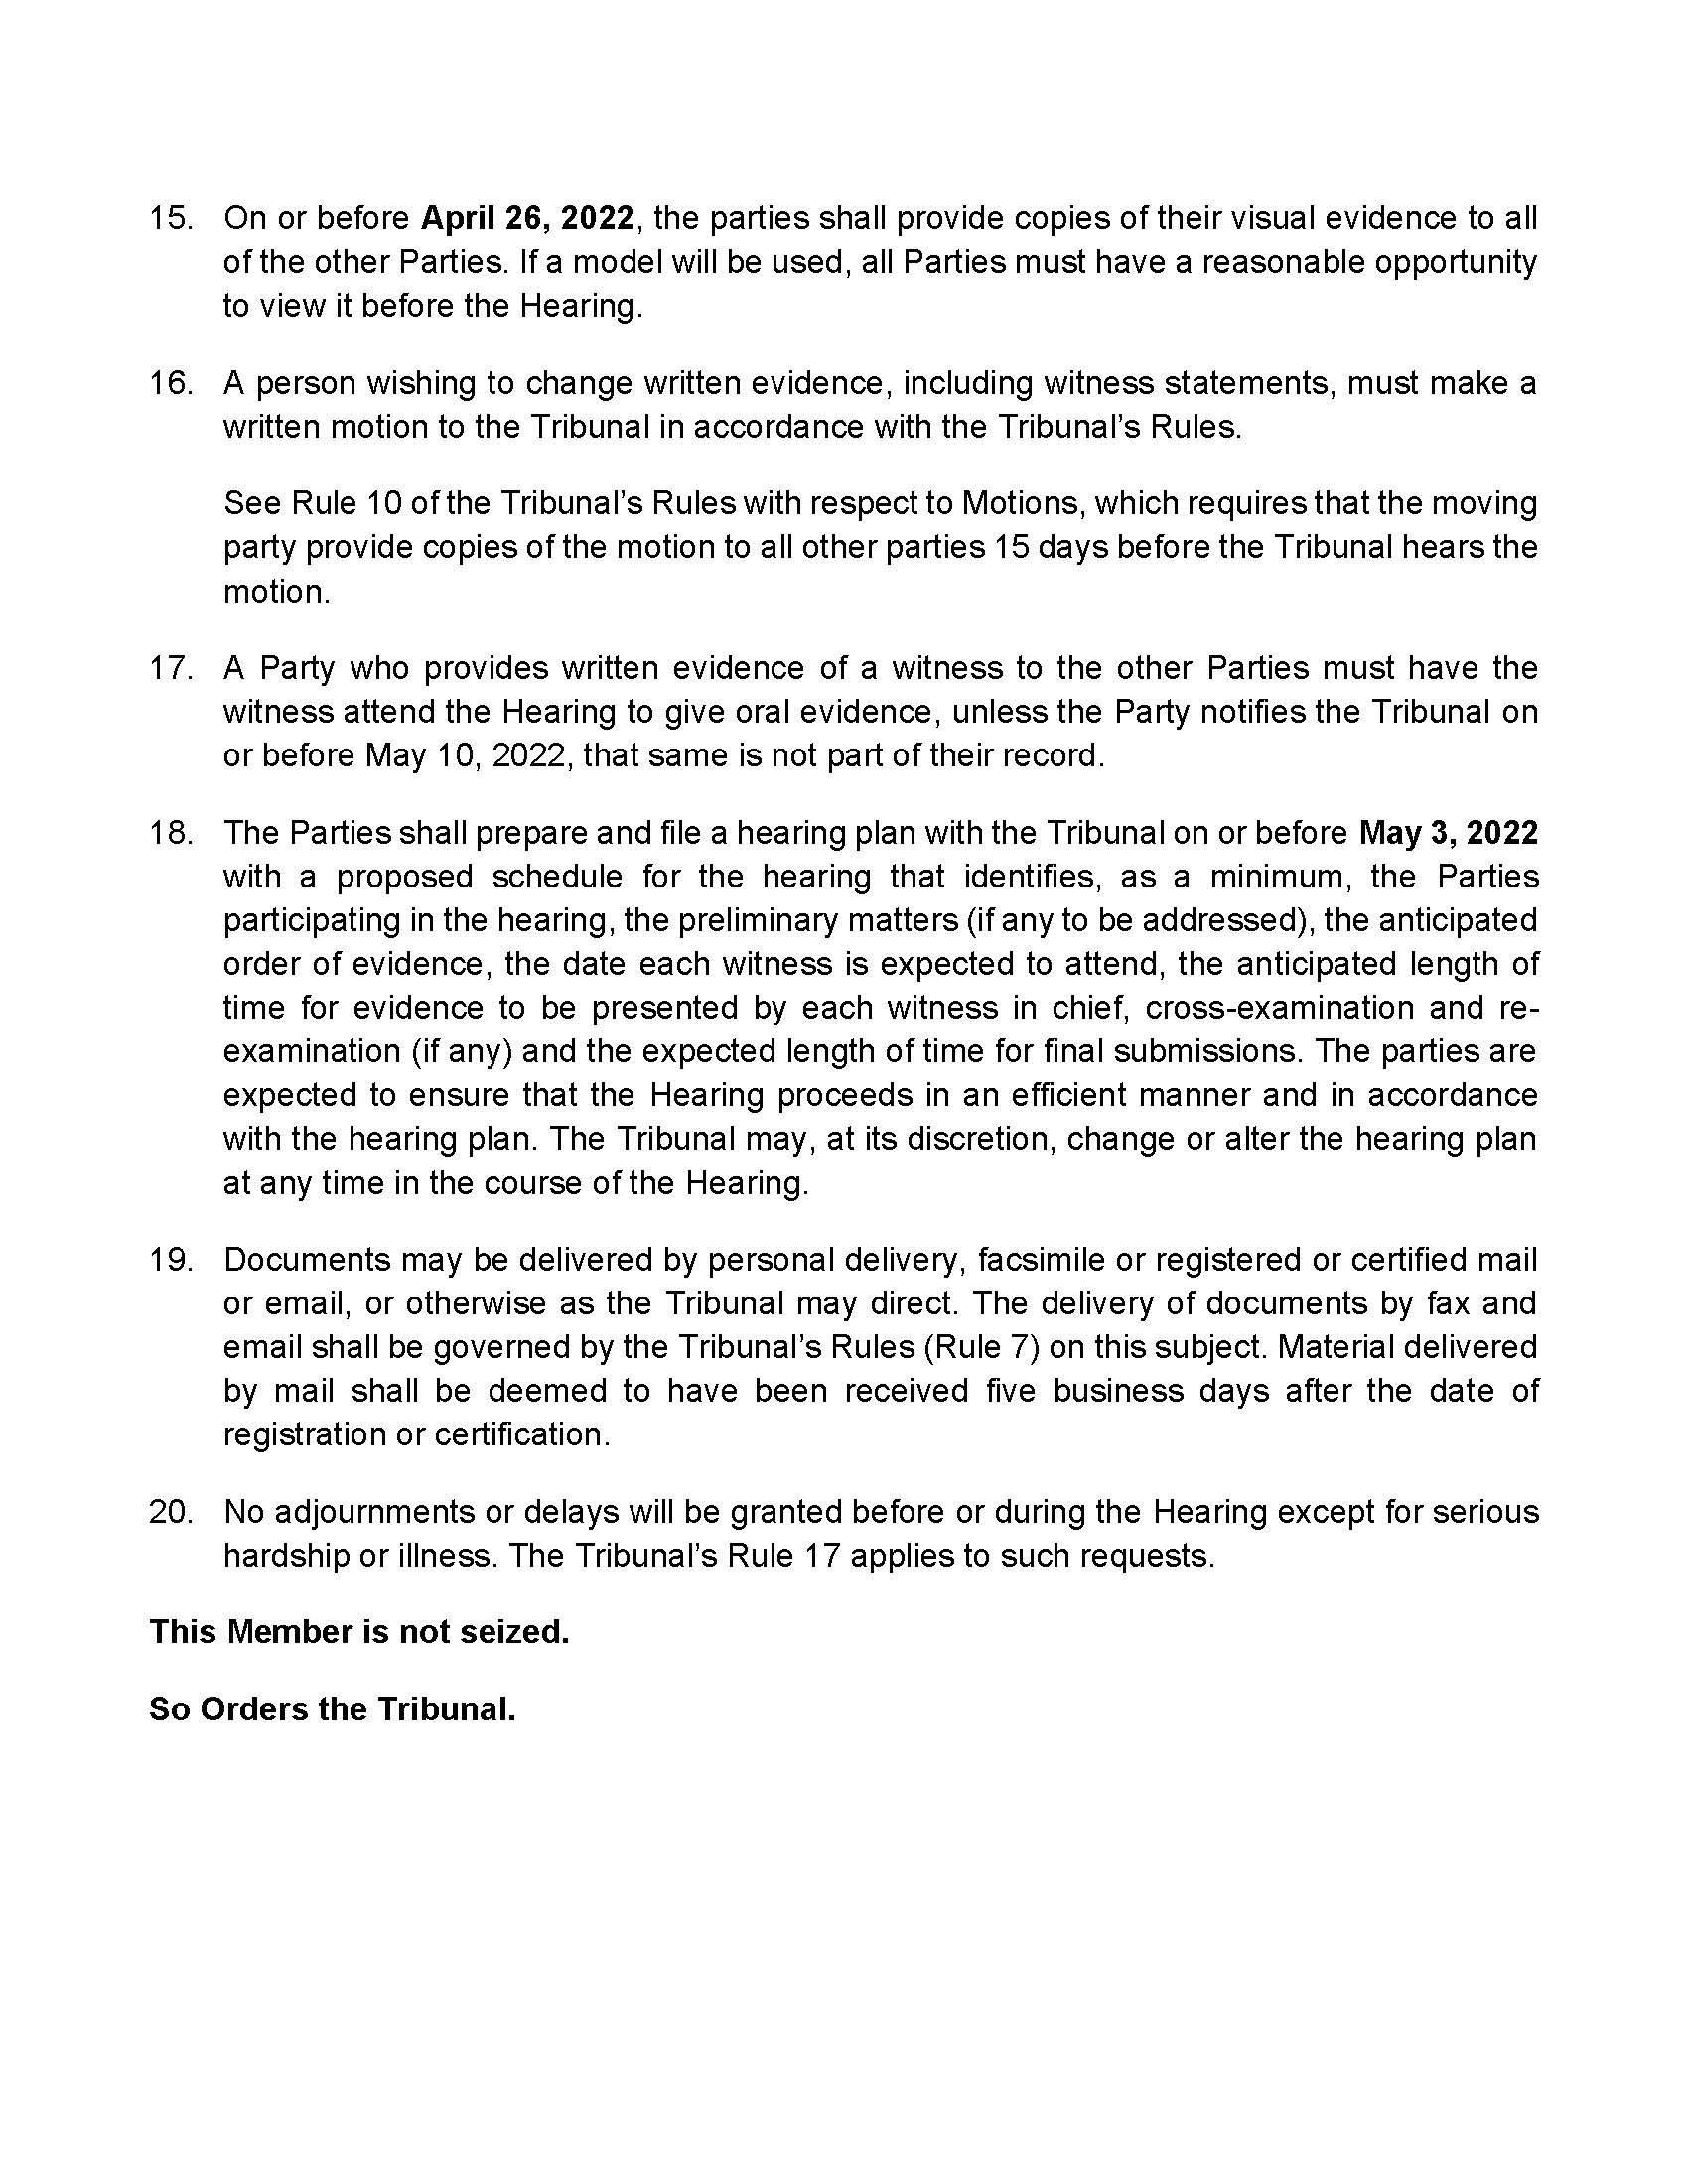 15. On or before April 26, 2022, the parties shall provide copies of their visual evidence to all
of the other Parties. If a model will be used, all Parties must have a reasonable opportunity
to view it before the Hearing.
16. A person wishing to change written evidence, including witness statements, must make a
written motion to the Tribunal in accordance with the Tribunal’s Rules.
See Rule 10 of the Tribunal’s Rules with respect to Motions, which requires that the moving
party provide copies of the motion to all other parties 15 days before the Tribunal hears the
motion.
17. A Party who provides written evidence of a witness to the other Parties must have the
witness attend the Hearing to give oral evidence, unless the Party notifies the Tribunal on
or before May 10, 2022, that same is not part of their record.
18. The Parties shall prepare and file a hearing plan with the Tribunal on or before May 3, 2022
with a proposed schedule for the hearing that identifies, as a minimum, the Parties
participating in the hearing, the preliminary matters (if any to be addressed), the anticipated
order of evidence, the date each witness is expected to attend, the anticipated length of
time for evidence to be presented by each witness in chief, cross-examination and re-
examination (if any) and the expected length of time for final submissions. The parties are
expected to ensure that the Hearing proceeds in an efficient manner and in accordance
with the hearing plan. The Tribunal may, at its discretion, change or alter the hearing plan
at any time in the course of the Hearing.
19. Documents may be delivered by personal delivery, facsimile or registered or certified mail
or email, or otherwise as the Tribunal may direct. The delivery of documents by fax and
email shall be governed by the Tribunal’s Rules (Rule 7) on this subject. Material delivered
by mail shall be deemed to have been received five business days after the date of
registration or certification.
20. No adjournments or delays will be granted before or during the Hearing except for serious
hardship or illness. The Tribunal’s Rule 17 applies to such requests.
This Member is not seized.
So Orders the Tribunal.